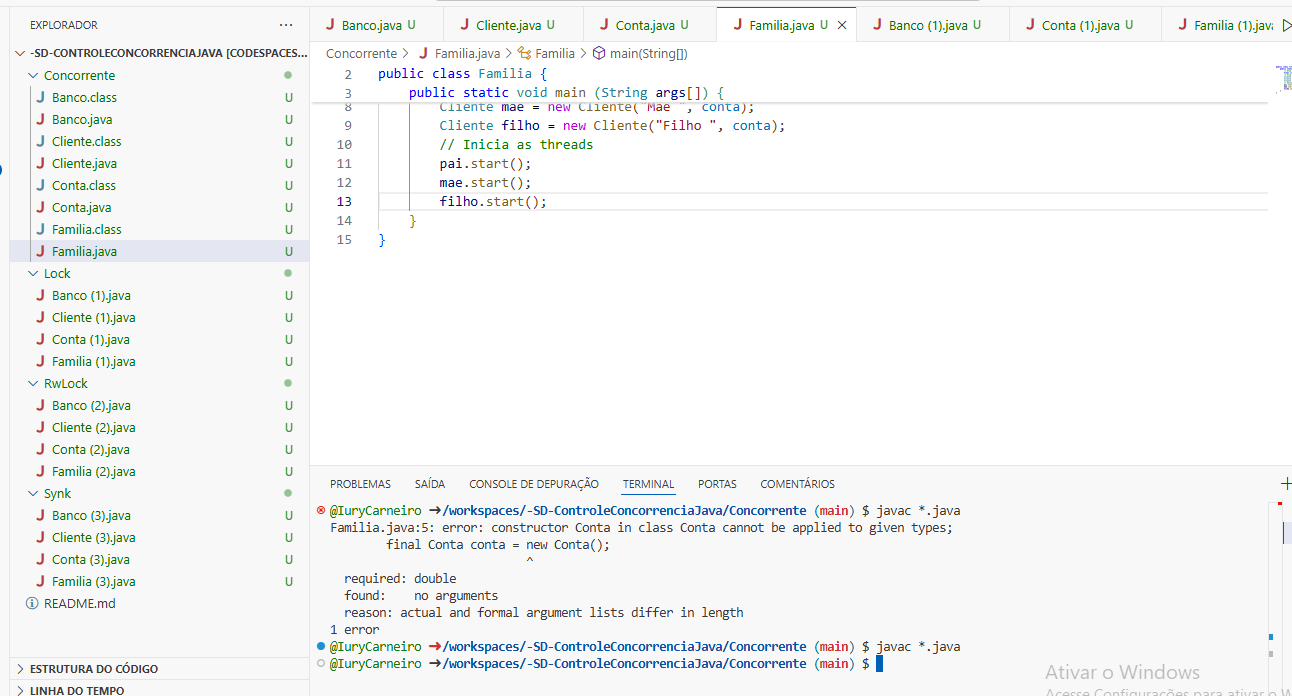 EXPLORADOR
-SD-CONTROLECONCORRENCIAJAVA [CODESPACES...
Concorrente
Banco.class U
Banco.java U
Cliente.class U
Cliente.java U
Conta.class U
Conta.java U
Familia.class U
Familia.java U
Lock
Banco (1).java U
Cliente (1).java U
Conta (1).java U
Familia (1).java U
RwLock
Banco (2).java U
Cliente (2).java U
Conta (2).java U
Familia (2).java U
Synk
Banco (3).java U
Cliente (3).java U
Conta (3).java U
Familia (3).java U
README.md
ESTRUTURA DO CÓDIGO
LINHA DO TEMPO
Banco.java U Cliente.java U Conta.java U Familia.java U Banco (1).java U Conta (1).java U Familia (1).java
Concorrente > Familia.java > Familia > main(String[])
2 public class Familia {
3 public static void main (String args[]) {
8 Cliente mae = new Cliente("Mae ", conta);
9 Cliente filho = new Cliente("Filho ", conta);
10 // Inicia as threads
11 pai.start();
12 mae.start();
13 filho.start();
14 }
15 }
PROBLEMAS SAÍDA CONSOLE DE DEPURAÇÃO TERMINAL PORTAS COMENTÁRIOS
@IuryCarneiro ➜/workspaces/-SD-ControleConcorrenciaJava/Concorrente (main) $ javac *.java
Familia.java:5: error: constructor Conta in class Conta cannot be applied to given types;
final Conta conta = new Conta();
^
required: double
found: no arguments
reason: actual and formal argument lists differ in length
1 error
@IuryCarneiro ➜/workspaces/-SD-ControleConcorrenciaJava/Concorrente (main) $ javac *.java
@IuryCarneiro ➜/workspaces/-SD-ControleConcorrenciaJava/Concorrente (main) $
Ativar o Windows
Acesse Configurações para ativar o W